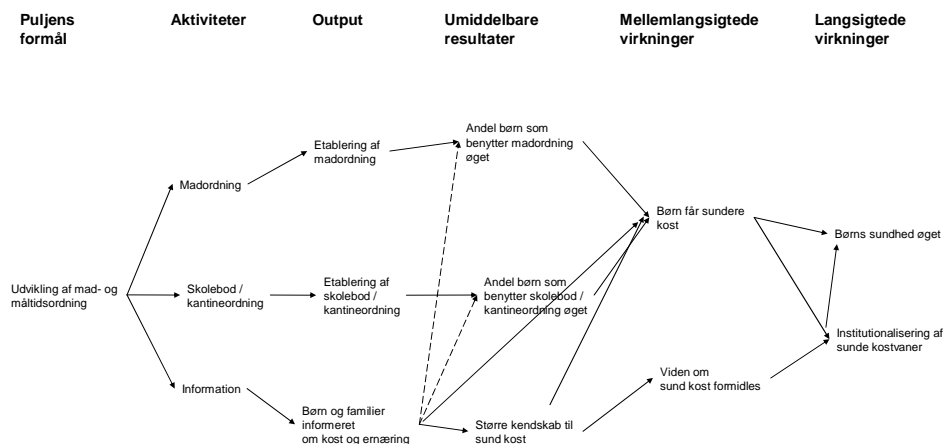 Puljens
formål
Aktiviteter
Output
Umiddelbare
resultater
Mellemlangsigtede
virkninger
Langsigtede
virkninger
Udvikling af mad- og
måltidsordning
Madordning
Skolebod /
kantineordning
Information
Etablering af
madordning
Etablering af
skolebod /
kantineordning
Børn og familier
informeret
om kost og ernæring
Andel børn som
benytter madordning
øget
Andel børn som
benytter skolebod /
kantineordning øget
Større kendskab til
sund kost
Børn får sundere
kost
Viden om
sund kost formidles
Børns sundhed øget
Institutionalisering af
sunde kostvaner